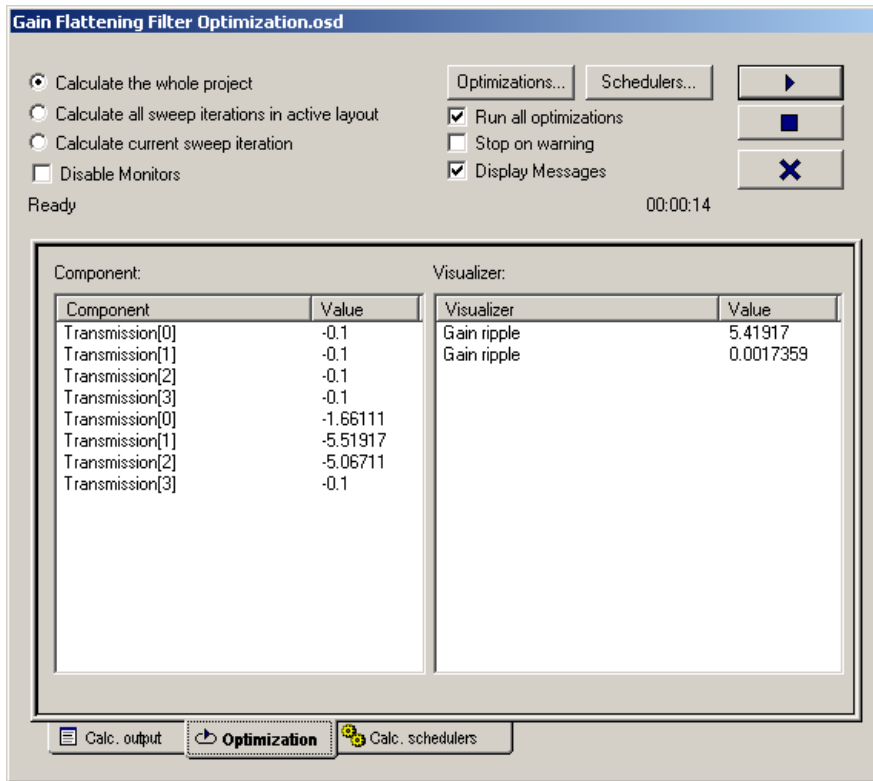 Gain Flattening Filter Optimization.osd
Calculate the whole project
Calculate all sweep iterations in active layout
Calculate current sweep iteration
Disable Monitors
Ready
Optimizations...
Schedulers...
Run all optimizations
Stop on warning
Display Messages
00:00:14
Component:
Component Value
Transmission[0] -0.1
Transmission[1] -0.1
Transmission[2] -0.1
Transmission[3] -0.1
Transmission[0] -1.66111
Transmission[1] -5.51917
Transmission[2] -5.06711
Transmission[3] -0.1
Visualizer:
Visualizer Value
Gain ripple 5.41917
Gain ripple 0.0017359
Calc. output
Optimization
Calc. schedulers